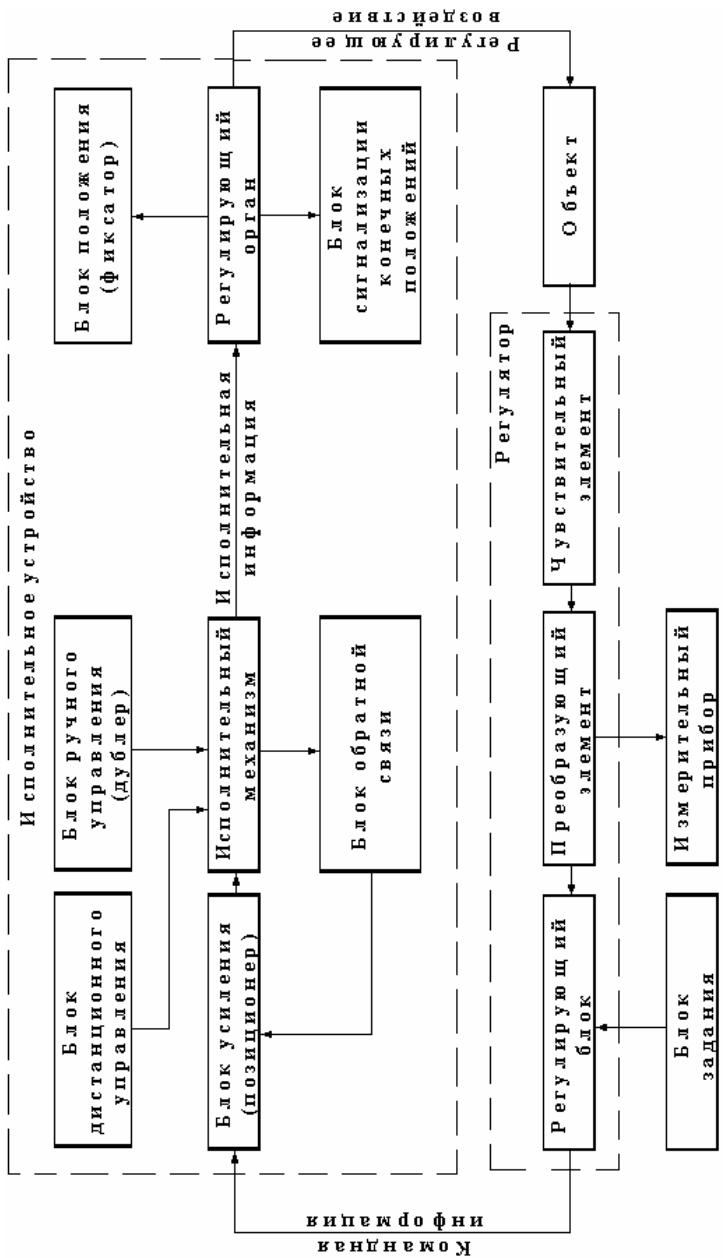 Исполнительное устройство
Блок
дистанционного
управления
Блок ручного
управления
(дублер)
Блок положения
(фиксатор)
Блок усиления
(позиционер)
Исполнительный
механизм
Исполнительная
информация
Регулирующий
орган
Блок обратной
связи
Блок
сигнализации
конечных
положений
Командная
информация
Регулирующее
воздействие
Регулятор
Регулирующий
блок
Преобразующий
элемент
Чувствительный
элемент
Объект
Блок
задания
Измерительный
прибор